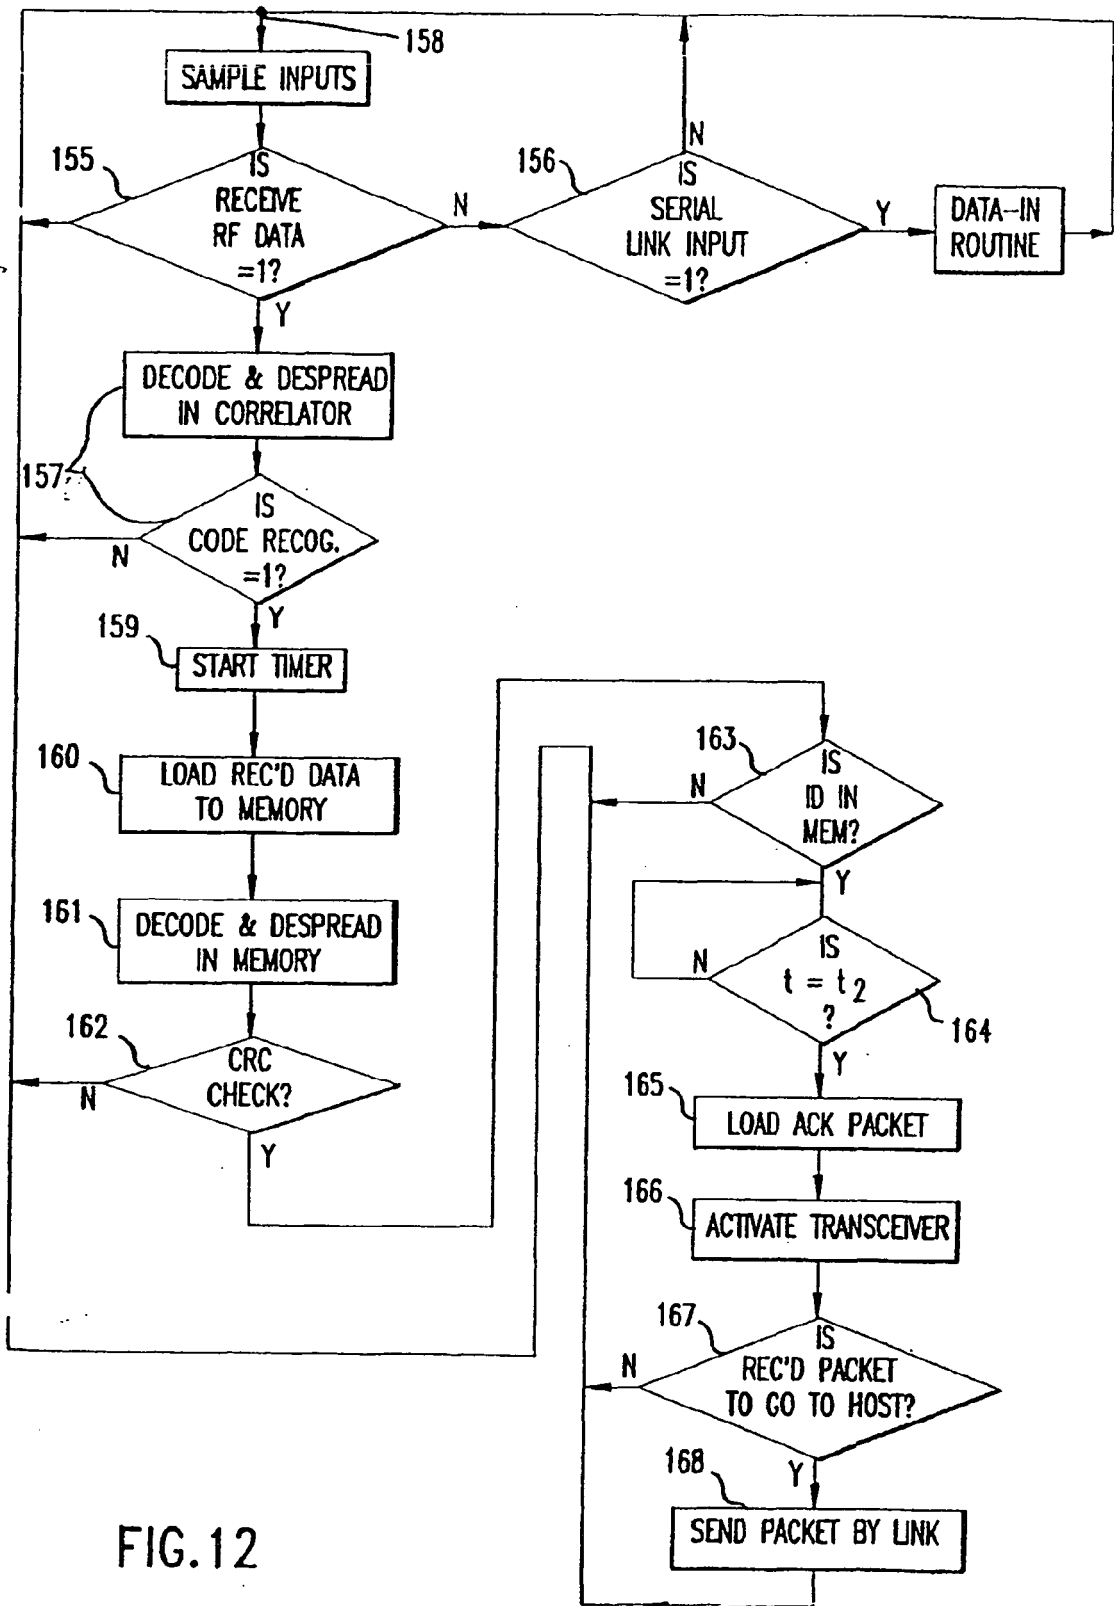 158
SAMPLE INPUTS
155
IS
RECEIVE
RF DATA
=1?
N
Y
156
IS
SERIAL
LINK INPUT
=1?
N
Y
DATA-IN
ROUTINE
DECODE & DESPREAD
IN CORRELATOR
157
IS
CODE RECOG.
=1?
N
Y
159
START TIMER
160
LOAD REC'D DATA
TO MEMORY
161
DECODE & DESPREAD
IN MEMORY
162
CRC
CHECK?
N
Y
163
IS
ID IN
MEM?
N
Y
IS
t = t2
?
N
164
Y
165
LOAD ACK PACKET
166
ACTIVATE TRANSCEIVER
167
IS
REC'D PACKET
TO GO TO HOST?
N
Y
168
SEND PACKET BY LINK
FIG.12